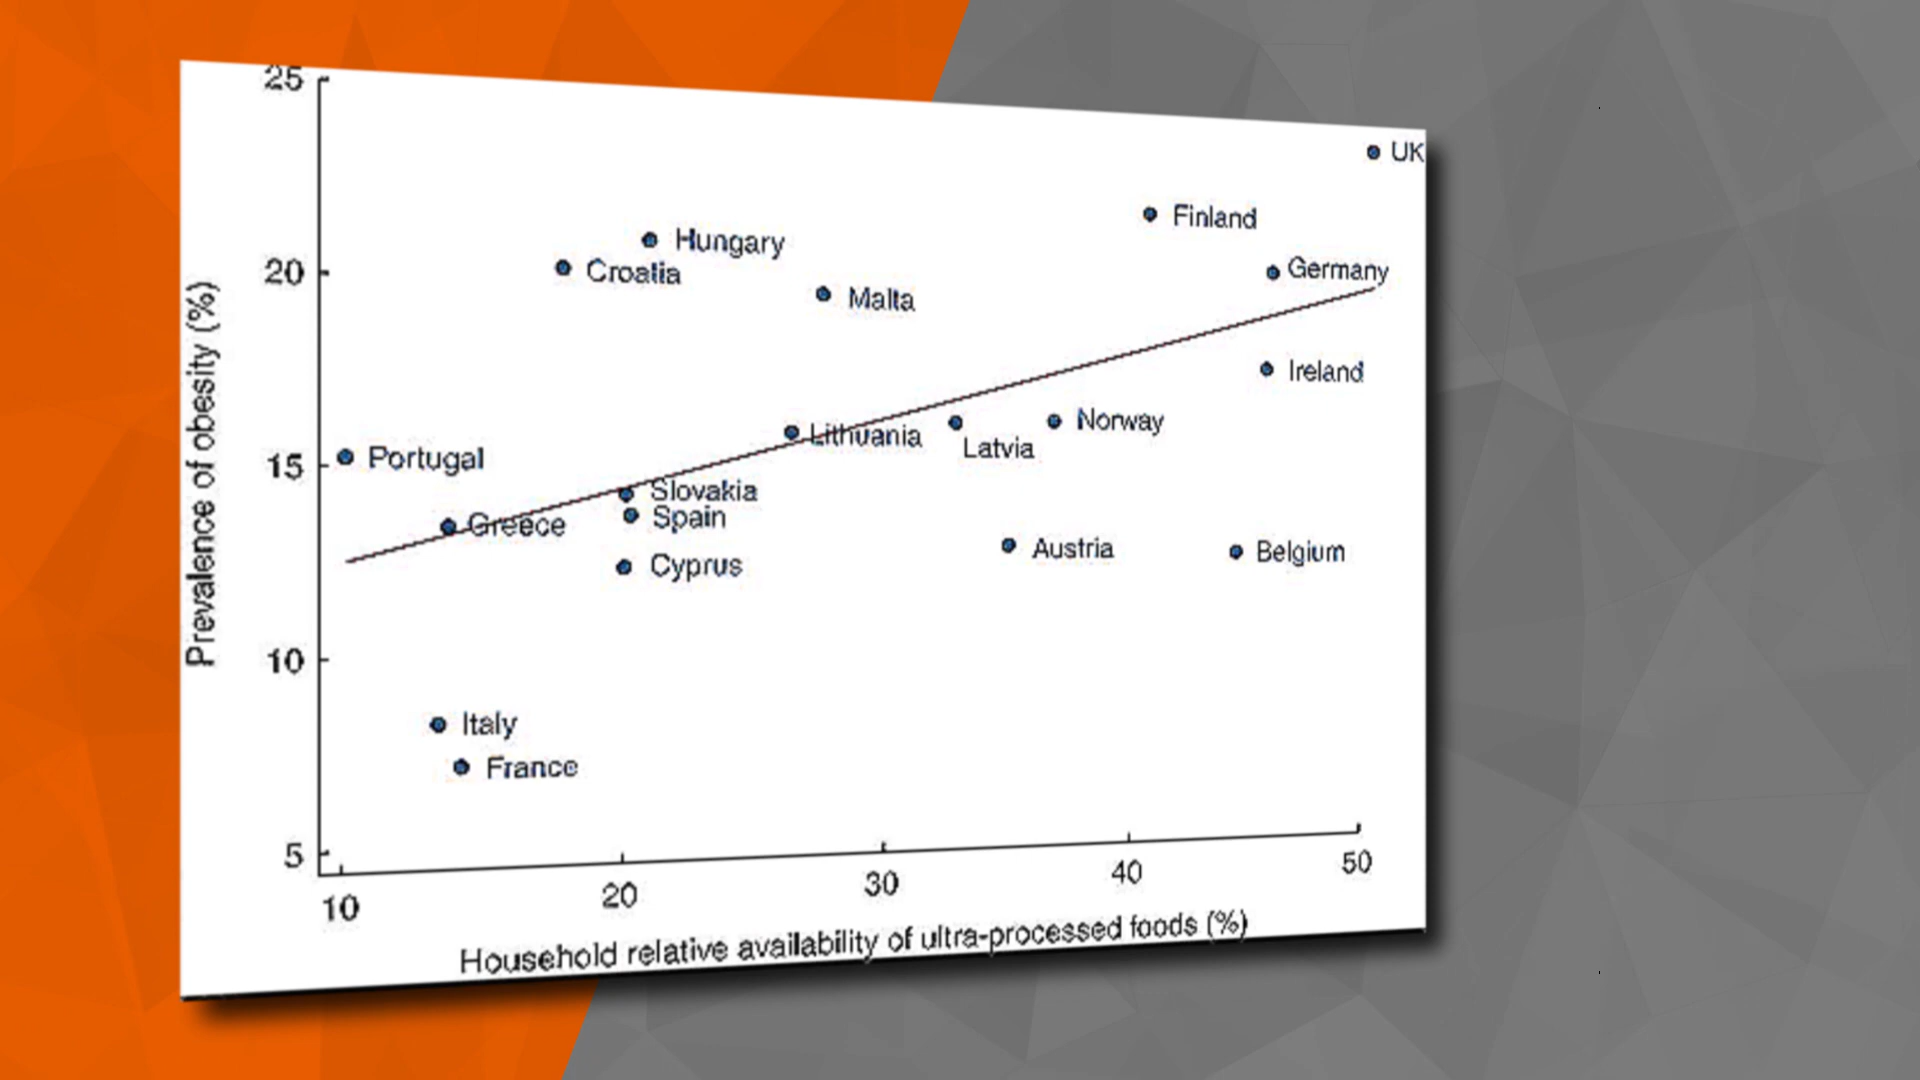 25
UK
Finland
Hungary
Germany
20
Croatia
Malta
Prevalence of obesity (%)
Ireland
Norway
Lithuania
Latvia
15
Portugal
Slovakia
Spain
Greece
Austria
Belgium
Cyprus
10
Italy
France
5
10 20 30 40 50
Household relative availability of ultra-processed foods (%)